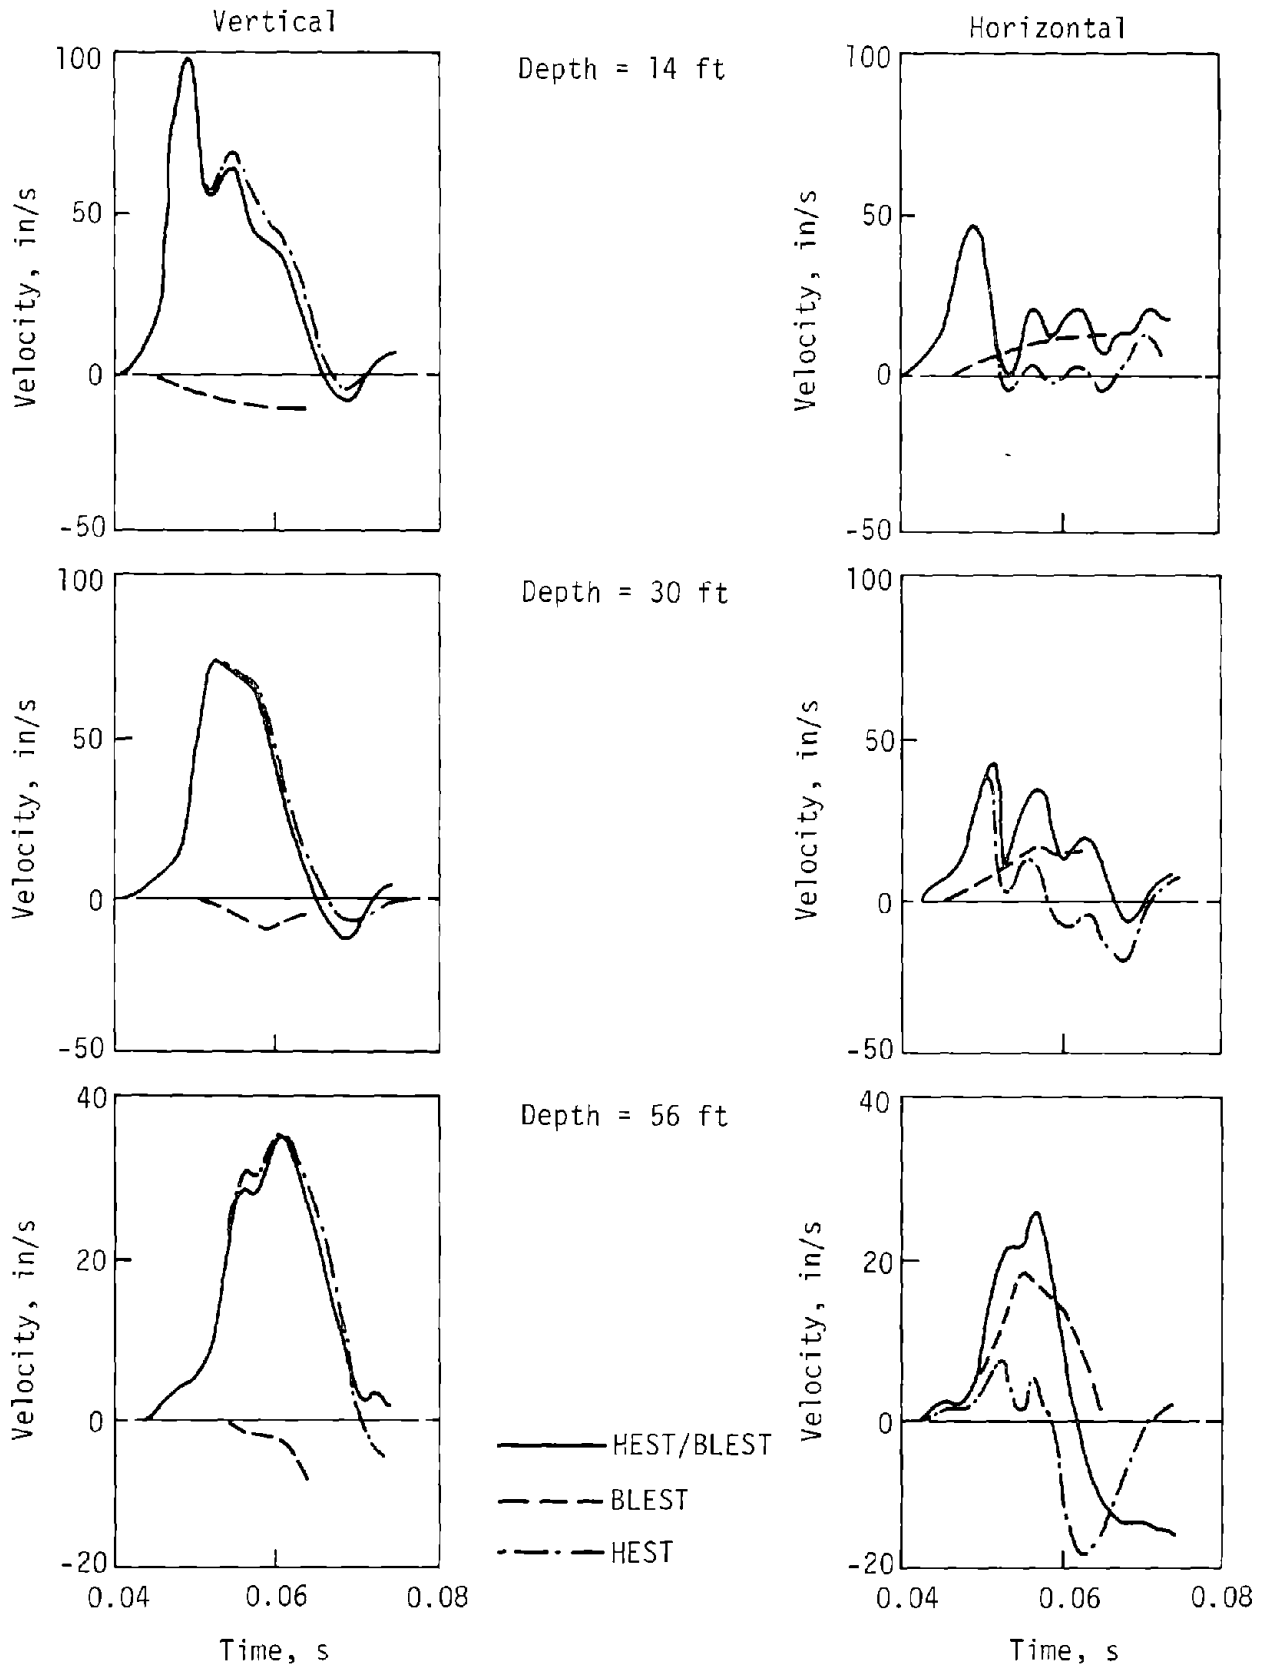 Vertical
Horizontal
Depth = 14 ft
100
50
0
-50
Velocity, in/s
100
50
0
-50
Velocity, in/s
Depth = 30 ft
100
50
0
-50
Velocity, in/s
100
50
0
-50
Velocity, in/s
Depth = 56 ft
40
20
0
-20
Velocity, in/s
0.04 0.06 0.08
Time, s
HEST/BLEST
BLEST
HEST
40
20
0
-20
Velocity, in/s
0.04 0.06 0.08
Time, s